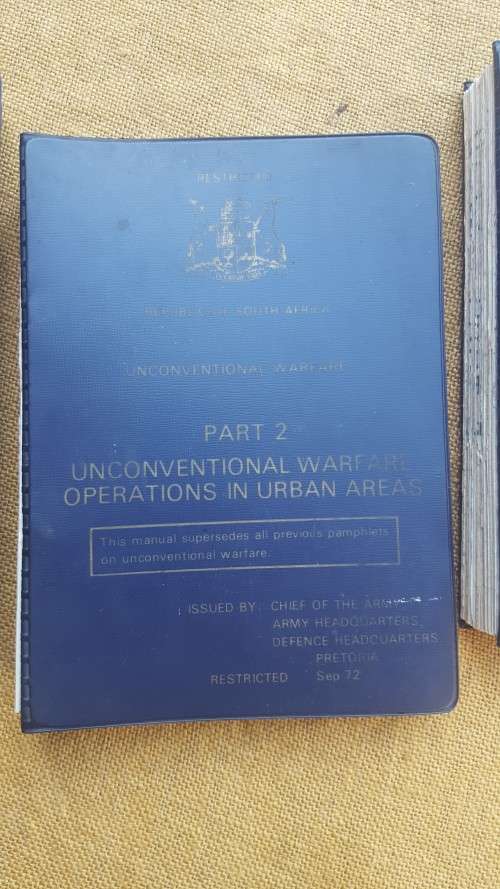 RESTRICTED
REPUBLIC OF SOUTH AFRICA
UNCONVENTIONAL WARFARE
PART 2
UNCONVENTIONAL WARFARE
OPERATIONS IN URBAN AREAS
This manual supersedes all previous pamphlets
on unconventional warfare.
ISSUED BY: CHIEF OF THE ARMY
ARMY HEADQUARTERS,
DEFENCE HEADQUARTERS
PRETORIA
RESTRICTED Sep 72